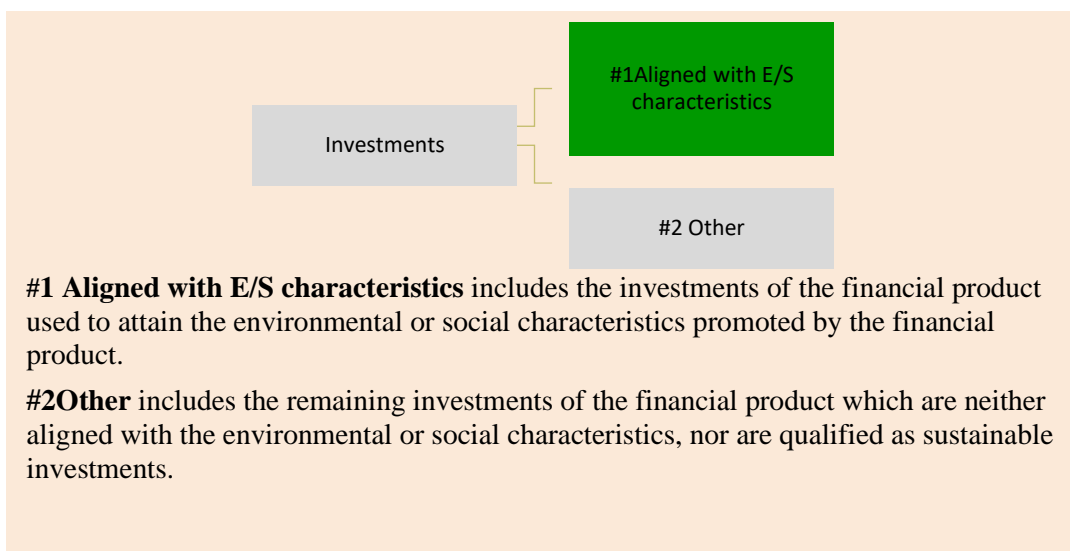 #1Aligned with E/S
characteristics
Investments
#2 Other
#1 Aligned with E/S characteristics includes the investments of the financial product
used to attain the environmental or social characteristics promoted by the financial
product.
#2Other includes the remaining investments of the financial product which are neither
aligned with the environmental or social characteristics, nor are qualified as sustainable
investments.